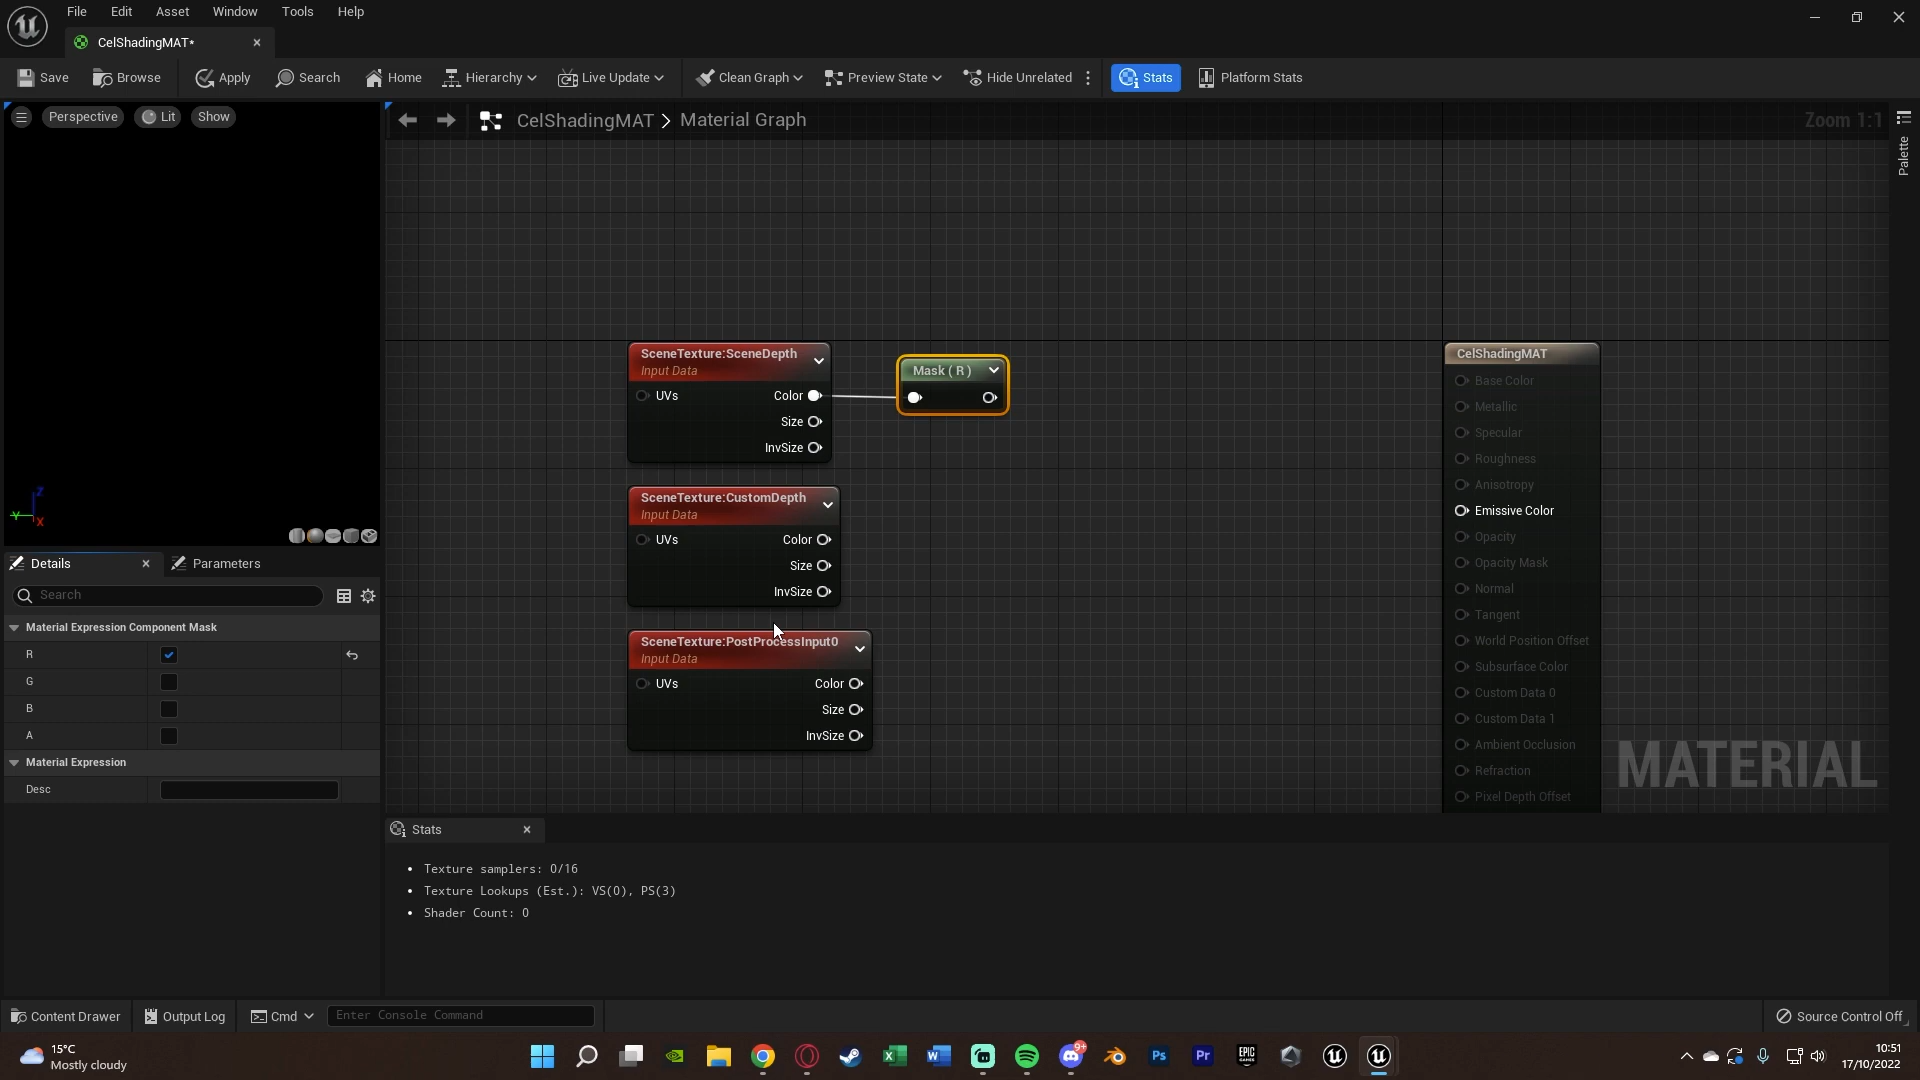 File Edit Asset Window Tools Help
CelShadingMAT*
Save Browse Apply Search Home Hierarchy Live Update Clean Graph Preview State Hide Unrelated Stats Platform Stats
Perspective Lit Show
CelShadingMAT > Material Graph
Zoom 1:1
Palette
SceneTexture:SceneDepth
Input Data
UVs Color
Size
InvSize
Mask ( R )
SceneTexture:CustomDepth
Input Data
UVs Color
Size
InvSize
SceneTexture:PostProcessInput0
Input Data
UVs Color
Size
InvSize
CelShadingMAT
Base Color
Metallic
Specular
Roughness
Anisotropy
Emissive Color
Opacity
Opacity Mask
Normal
Tangent
World Position Offset
Subsurface Color
Custom Data 0
Custom Data 1
Ambient Occlusion
Refraction
Pixel Depth Offset
MATERIAL
Z
Y
X
Details Parameters
Search
Material Expression Component Mask
R
G
B
A
Material Expression
Desc
Stats
• Texture samplers: 0/16
• Texture Lookups (Est.): VS(0), PS(3)
• Shader Count: 0
Content Drawer Output Log Cmd Enter Console Command Source Control Off
15°C
Mostly cloudy
X
W
9+
Ps
Pr
EPIC
10:51
17/10/2022